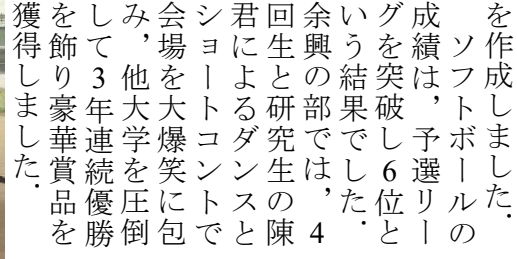 を作成しました．
　ソフトボールの
成績は，予選リー
グを突破し6位と
いう結果でした．
余興の部では，4
回生と研究生の陳
君によるダンスと
ショートコントで
会場を大爆笑に包
み，他大学を圧倒
して3年連続優勝
を飾り豪華賞品を
獲得しました．